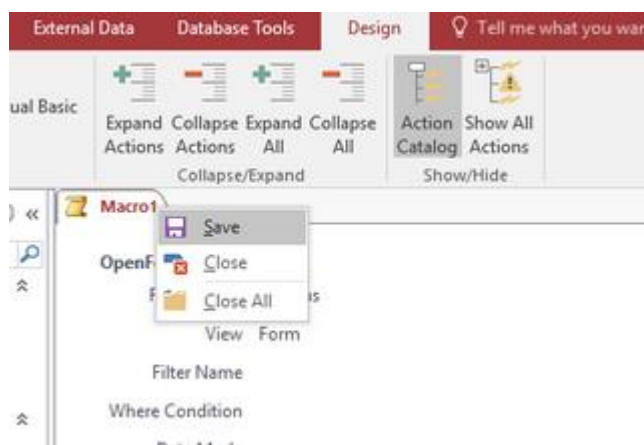 External Data Database Tools Design Tell me what you
ual Basic
Expand Collapse Expand Collapse Action Show All
Actions Actions All All Catalog Actions
Collapse/Expand Show/Hide
Macro1
Save
Close
Close All
View Form
Filter Name
Where Condition